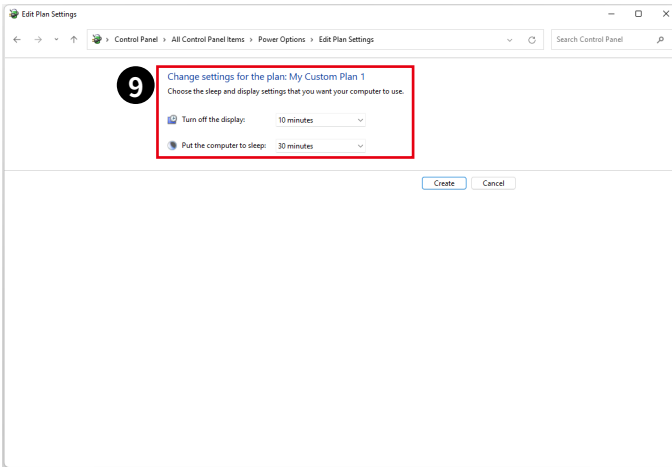 Edit Plan Settings
Control Panel > All Control Panel Items > Power Options > Edit Plan Settings
Search Control Panel
9
Change settings for the plan: My Custom Plan 1
Choose the sleep and display settings that you want your computer to use.
Turn off the display: 10 minutes
Put the computer to sleep: 30 minutes
Create Cancel